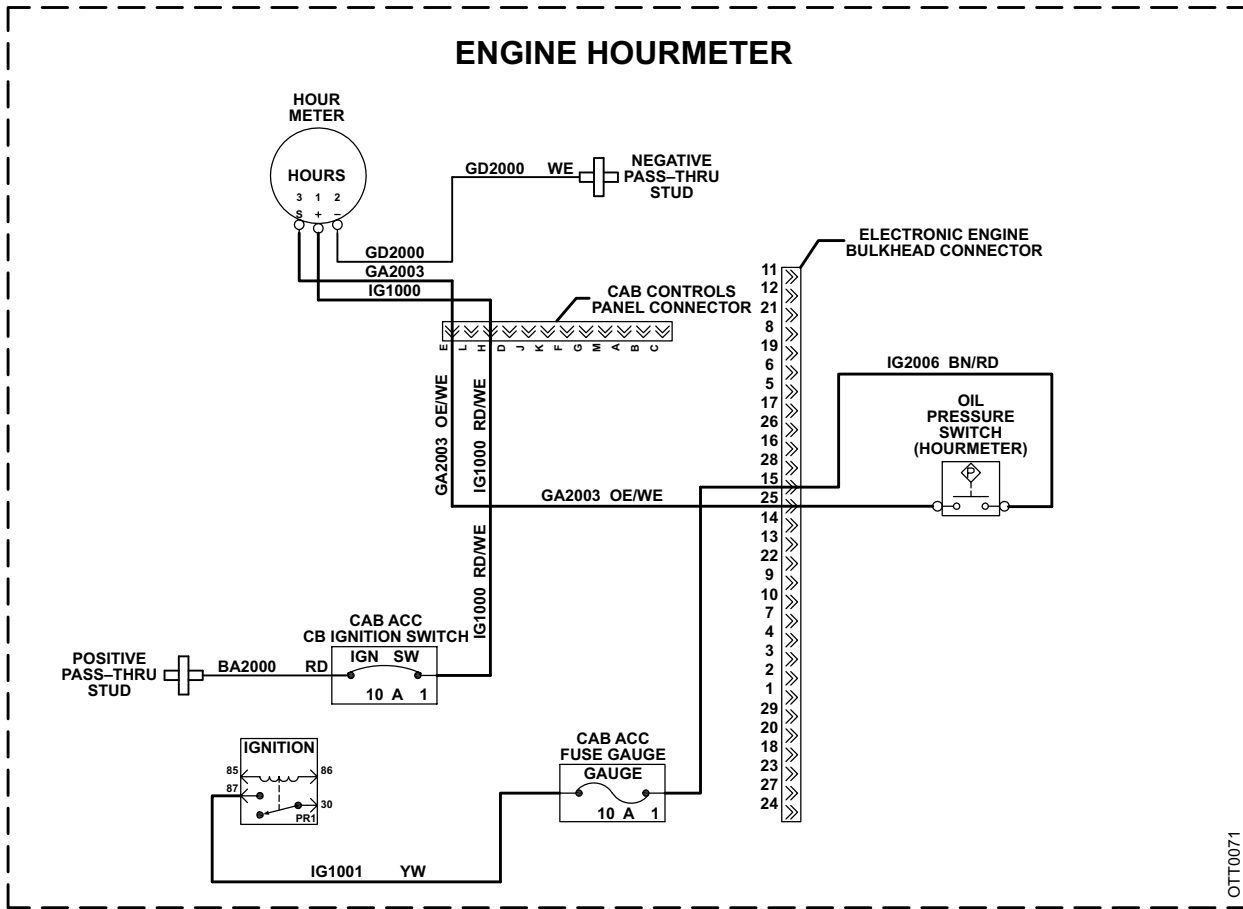 ENGINE HOURMETER
HOUR
METER
HOURS
3 1 2
S + –
GD2000 WE
NEGATIVE
PASS–THRU
STUD
GD2000
GA2003
IG1000
CAB CONTROLS
PANEL CONNECTOR
E L H D J K F G M A B C
ELECTRONIC ENGINE
BULKHEAD CONNECTOR
11
12
21
8
19
6
5
17
26
16
28
15
25
14
13
22
9
10
7
4
3
2
1
29
20
18
23
27
24
IG2006 BN/RD
OIL
PRESSURE
SWITCH
(HOURMETER)
P
GA2003 OE/WE
IG1000 RD/WE
GA2003 OE/WE
IG1000 RD/WE
CAB ACC
CB IGNITION SWITCH
IGN SW
10 A 1
POSITIVE
PASS–THRU
STUD
BA2000 RD
IGNITION
85
86
87
30
PR1
CAB ACC
FUSE GAUGE
GAUGE
10 A 1
IG1001 YW
OTT0071